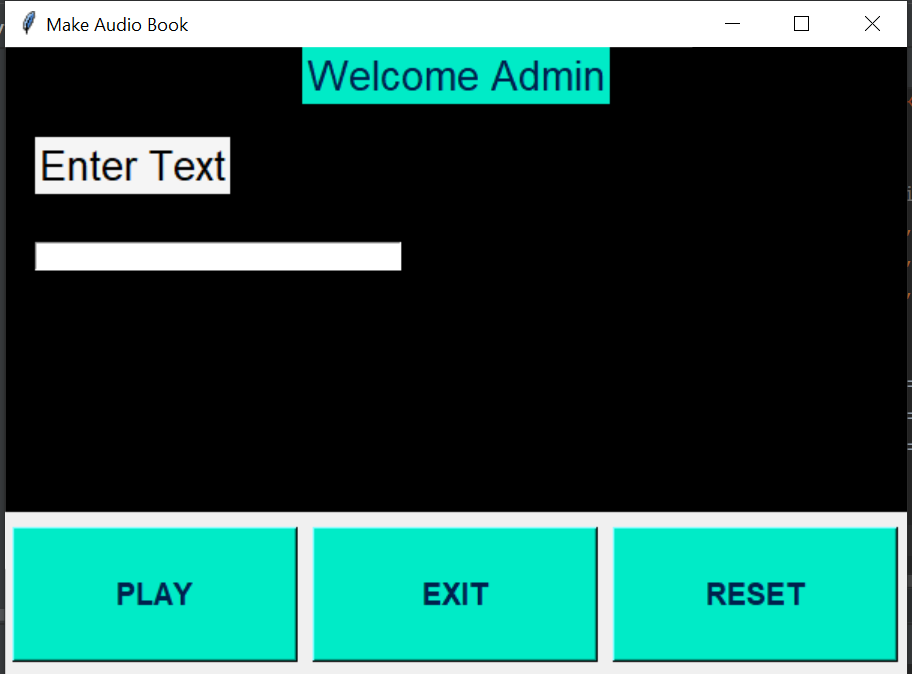 Make Audio Book
Welcome Admin
Enter Text
PLAY EXIT RESET